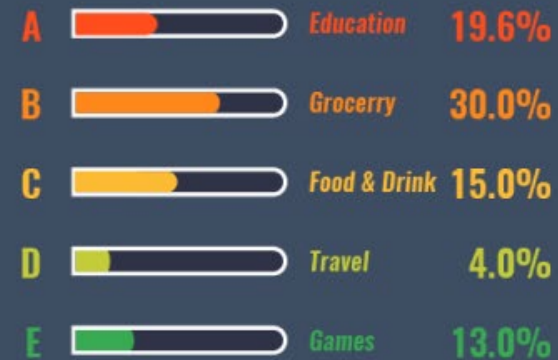 A Education 19.6%
B Grocerry 30.0%
C Food & Drink 15.0%
D Travel 4.0%
E Games 13.0%